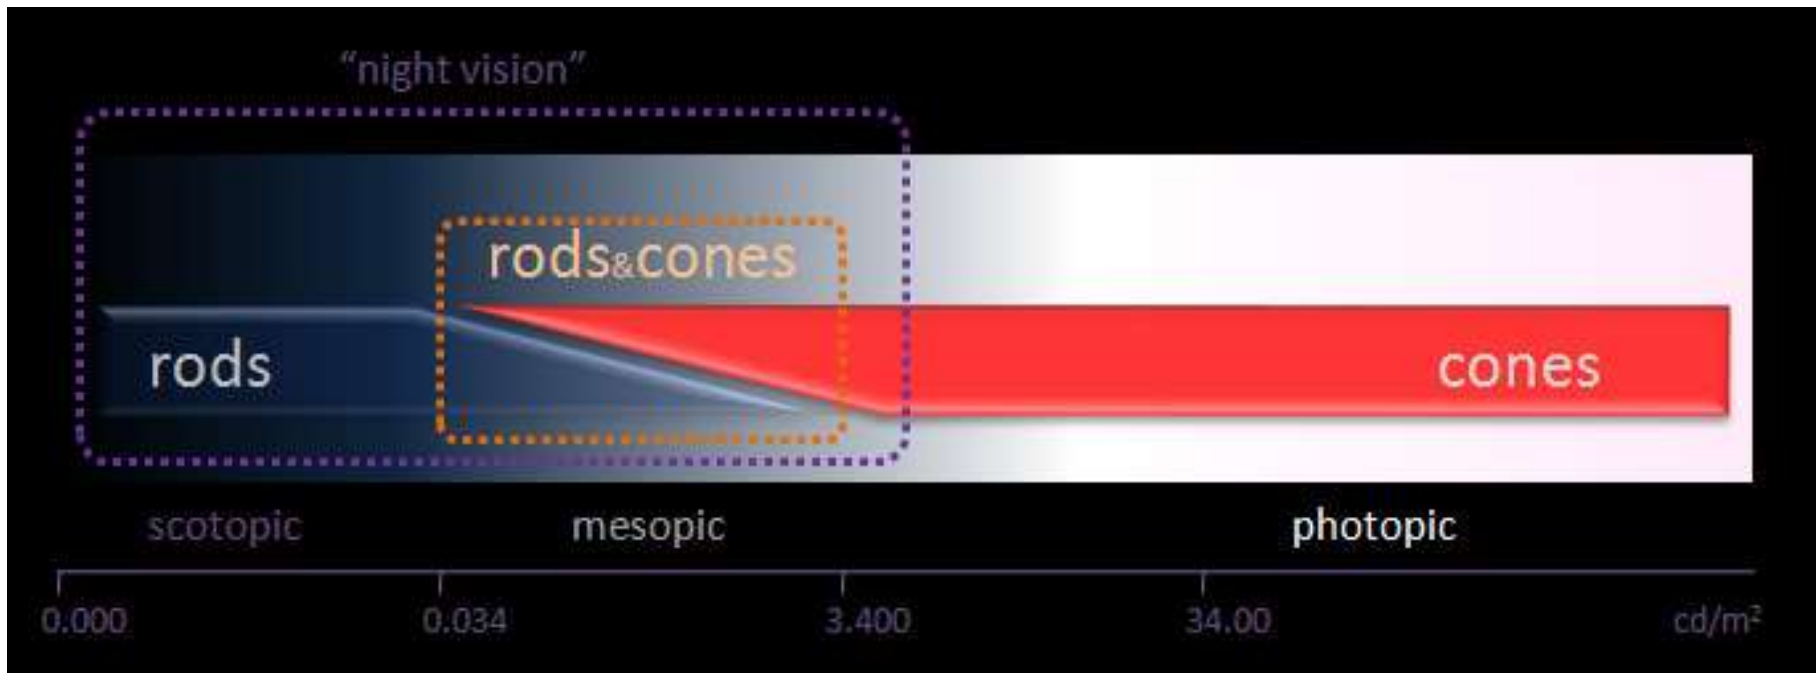 “night vision”
rods&cones
rods
cones
scotopic
mesopic
photopic
0.000
0.034
3.400
34.00
cd/m²